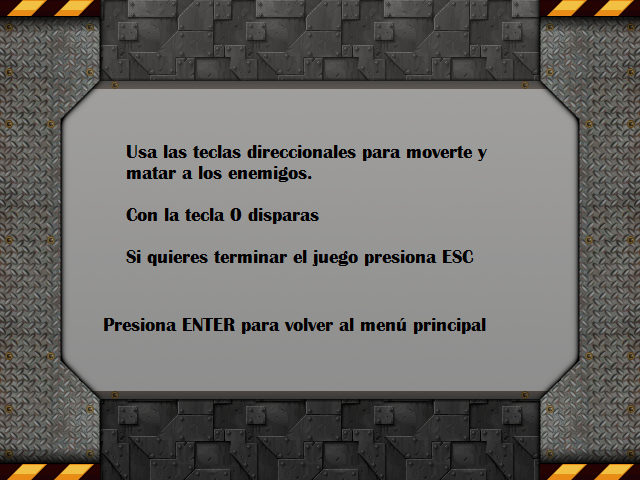 Usa las teclas direccionales para moverte y
matar a los enemigos.
Con la tecla O disparas
Si quieres terminar el juego presiona ESC
Presiona ENTER para volver al menú principal